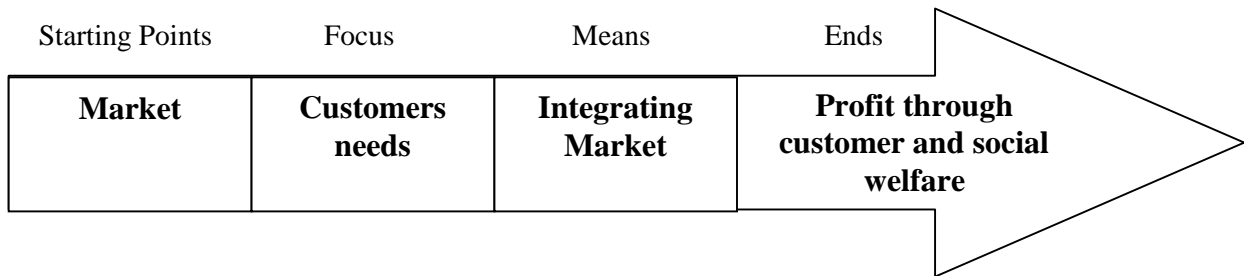 Starting Points Focus Means Ends
Market
Customers
needs
Integrating
Market
Profit through
customer and social
welfare